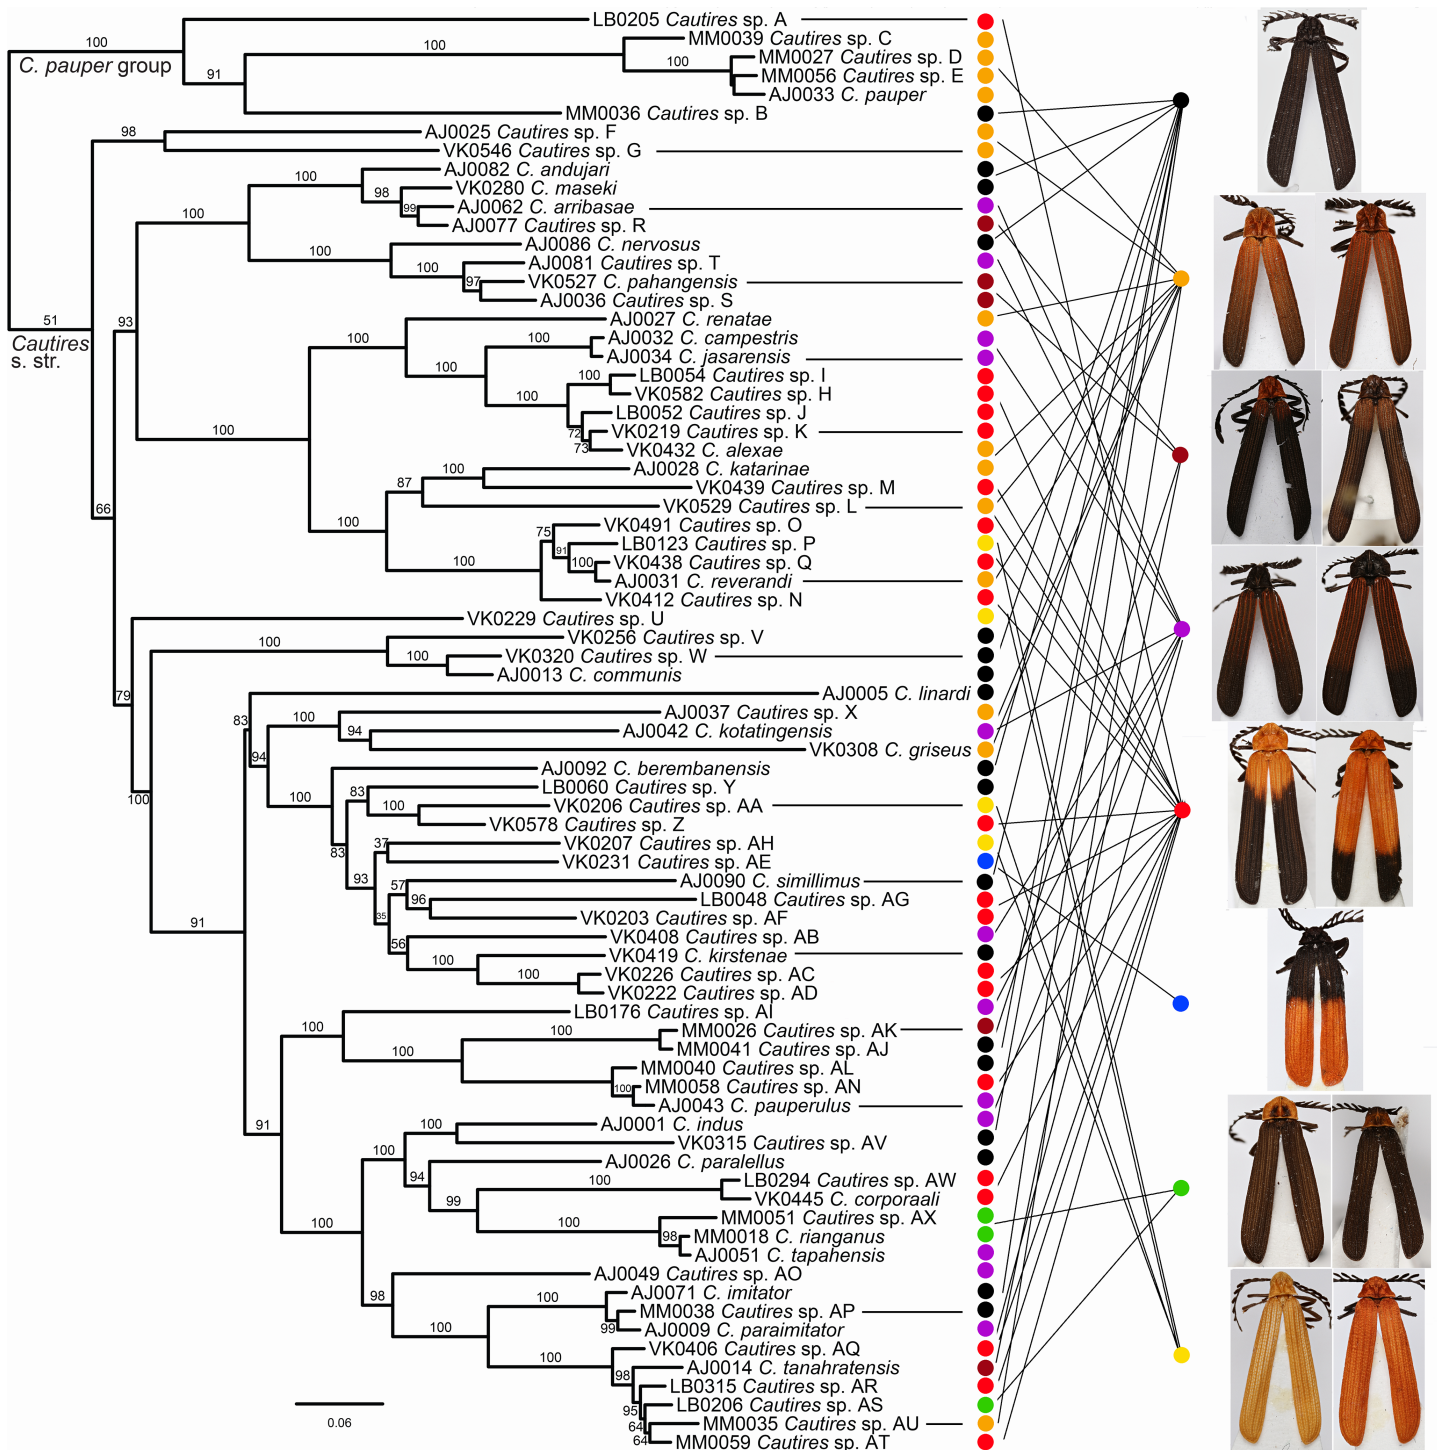 LB0205 Cautires sp. A
100
C. pauper group
MM0039 Cautires sp. C
100
MM0027 Cautires sp. D
100
91
MM0056 Cautires sp. E
AJ0033 C. pauper
MM0036 Cautires sp. B
98
AJ0025 Cautires sp. F
VK0546 Cautires sp. G
AJ0082 C. andujari
100
98
VK0280 C. maseki
99
AJ0062 C. arribasae
100
AJ0077 Cautires sp. R
AJ0086 C. nervosus
100
100
AJ0081 Cautires sp. T
97
VK0527 C. pahangensis
AJ0036 Cautires sp. S
51
Cautires
s. str.
93
AJ0027 C. renatae
100
100
AJ0032 C. campestris
AJ0034 C. jasarensis
100
100
LB0054 Cautires sp. I
VK0582 Cautires sp. H
100
LB0052 Cautires sp. J
100
72
VK0219 Cautires sp. K
73
VK0432 C. alexae
100
AJ0028 C. katarinae
87
VK0439 Cautires sp. M
66
VK0529 Cautires sp. L
100
75
VK0491 Cautires sp. O
91
LB0123 Cautires sp. P
100
100
VK0438 Cautires sp. Q
AJ0031 C. reverandi
VK0412 Cautires sp. N
VK0229 Cautires sp. U
100
VK0256 Cautires sp. V
100
VK0320 Cautires sp. W
AJ0013 C. communis
79
83
AJ0005 C. linardi
100
AJ0037 Cautires sp. X
94
94
AJ0042 C. kotatingensis
VK0308 C. griseus
100
AJ0092 C. berembanensis
100
83
LB0060 Cautires sp. Y
100
VK0206 Cautires sp. AA
VK0578 Cautires sp. Z
83
37
VK0207 Cautires sp. AH
VK0231 Cautires sp. AE
93
57
AJ0090 C. simillimus
96
LB0048 Cautires sp. AG
35
VK0203 Cautires sp. AF
91
56
VK0408 Cautires sp. AB
100
VK0419 C. kirstenae
100
VK0226 Cautires sp. AC
VK0222 Cautires sp. AD
100
LB0176 Cautires sp. AI
100
MM0026 Cautires sp. AK
100
MM0041 Cautires sp. AJ
MM0040 Cautires sp. AL
100
MM0058 Cautires sp. AN
AJ0043 C. pauperulus
91
100
AJ0001 C. indus
VK0315 Cautires sp. AV
100
AJ0026 C. paralellus
94
100
LB0294 Cautires sp. AW
99
VK0445 C. corporaali
100
100
MM0051 Cautires sp. AX
98
MM0018 C. rianganus
AJ0051 C. tapahensis
AJ0049 Cautires sp. AO
98
100
AJ0071 C. imitator
MM0038 Cautires sp. AP
100
99
AJ0009 C. paraimitator
VK0406 Cautires sp. AQ
100
98
AJ0014 C. tanahratensis
LB0315 Cautires sp. AR
95
LB0206 Cautires sp. AS
64
MM0035 Cautires sp. AU
64
MM0059 Cautires sp. AT
0.06